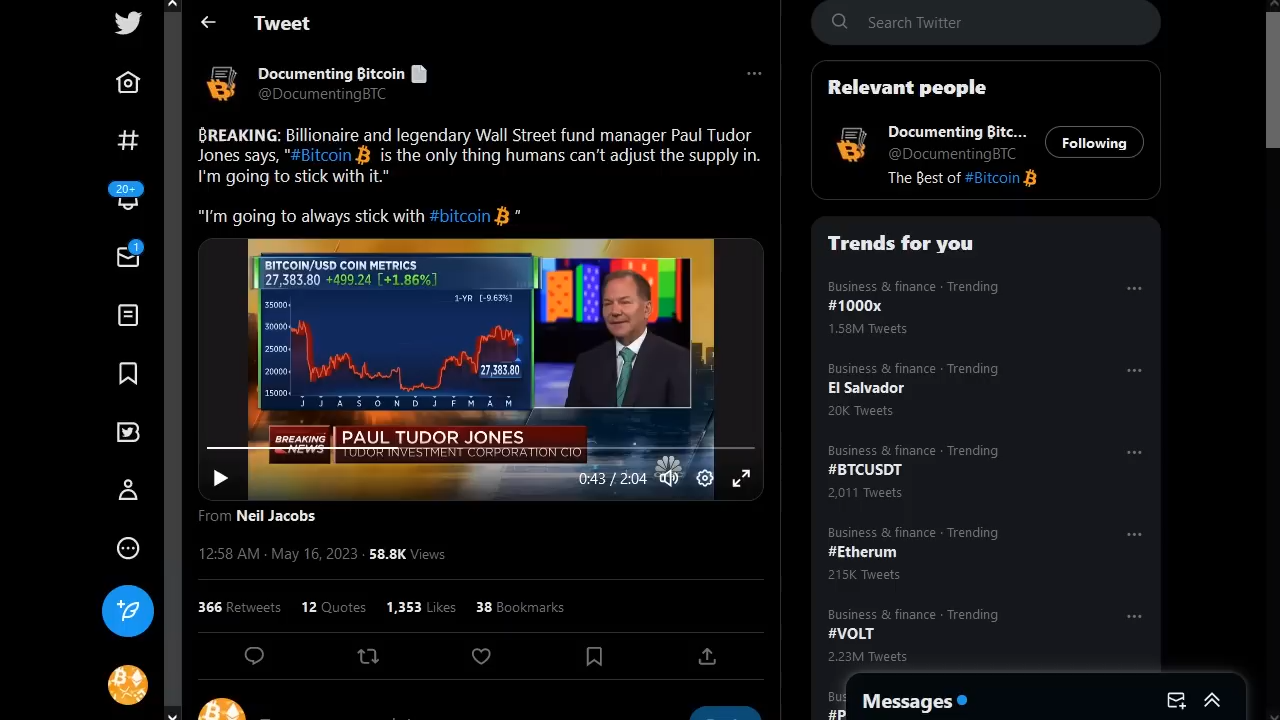 Tweet
Search Twitter
Documenting ₿itcoin
@DocumentingBTC
₿REAKING: Billionaire and legendary Wall Street fund manager Paul Tudor
Jones says, "#Bitcoin is the only thing humans can’t adjust the supply in.
I'm going to stick with it."
"I’m going to always stick with #bitcoin ”
BITCOIN/USD COIN METRICS
27,383.80 +499.24 [+1.86%]
1-YR [-9.63%]
35000
30000
25000
20000
15000
27,383.80
J J A S O N D J F M A M
BREAKING
NEWS
PAUL TUDOR JONES
TUDOR INVESTMENT CORPORATION CIO
0:43 / 2:04
From Neil Jacobs
12:58 AM · May 16, 2023 · 58.8K Views
366 Retweets 12 Quotes 1,353 Likes 38 Bookmarks
20+
1
Relevant people
Documenting ₿itc...
@DocumentingBTC
Following
The ₿est of #Bitcoin
Trends for you
Business & finance · Trending
#1000x
1.58M Tweets
Business & finance · Trending
El Salvador
20K Tweets
Business & finance · Trending
#BTCUSDT
2,011 Tweets
Business & finance · Trending
#Etherum
215K Tweets
Business & finance · Trending
#VOLT
2.23M Tweets
Messages